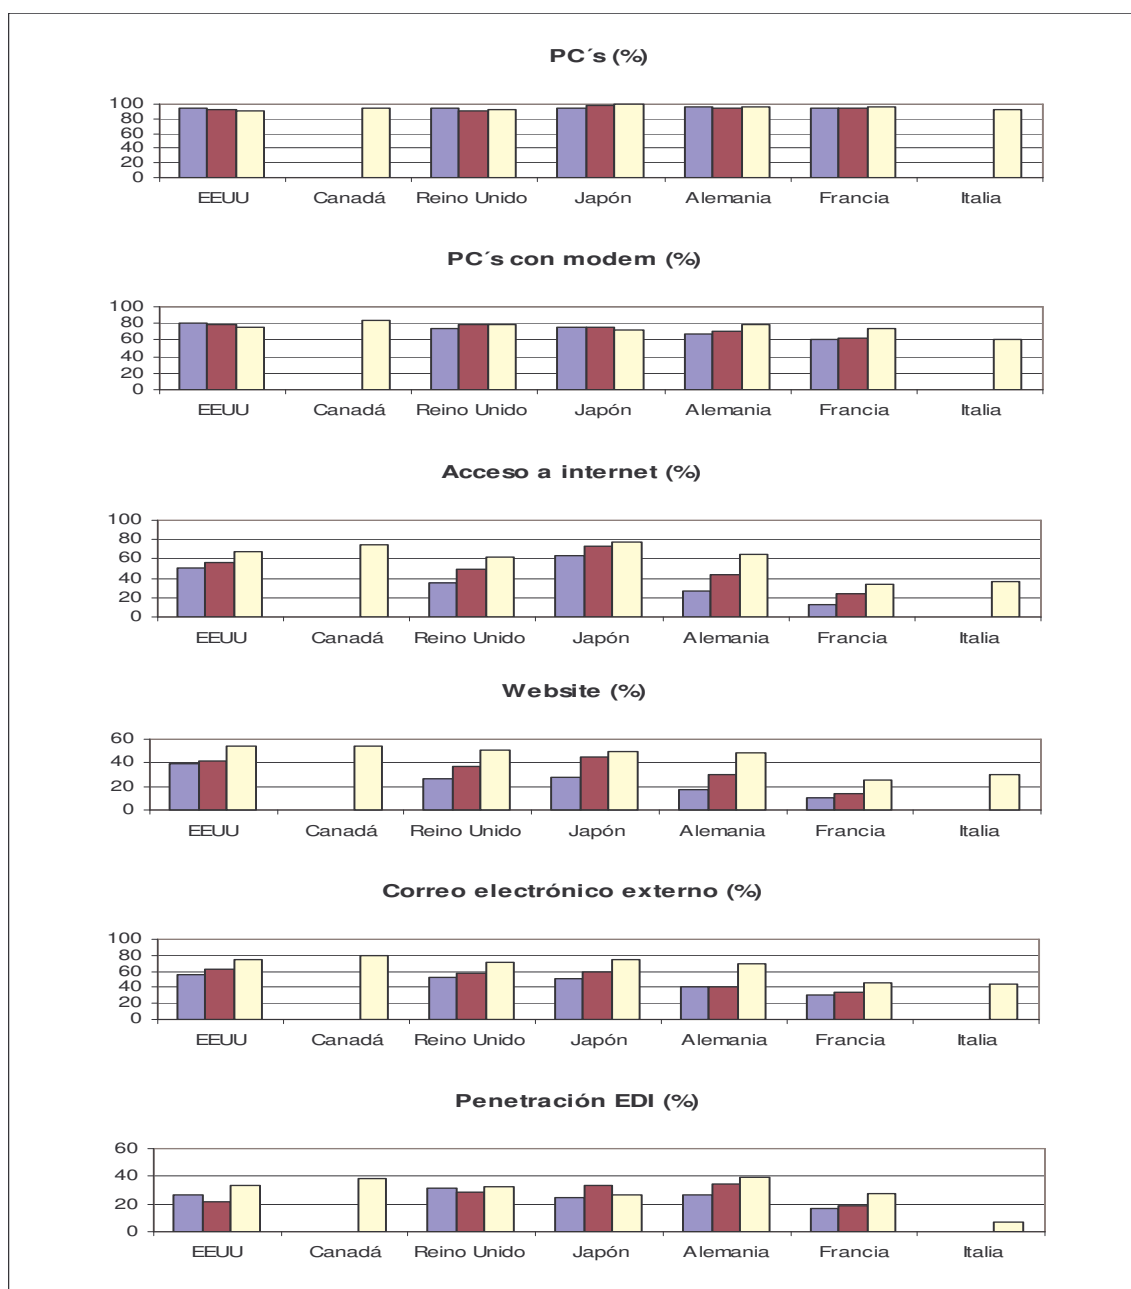 PC´s (%)
100
80
60
40
20
0
EEUU Canadá Reino Unido Japón Alemania Francia Italia
PC´s con modem (%)
100
80
60
40
20
0
EEUU Canadá Reino Unido Japón Alemania Francia Italia
Acceso a internet (%)
100
80
60
40
20
0
EEUU Canadá Reino Unido Japón Alemania Francia Italia
Website (%)
60
40
20
0
EEUU Canadá Reino Unido Japón Alemania Francia Italia
Correo electrónico externo (%)
100
80
60
40
20
0
EEUU Canadá Reino Unido Japón Alemania Francia Italia
Penetración EDI (%)
60
40
20
0
EEUU Canadá Reino Unido Japón Alemania Francia Italia